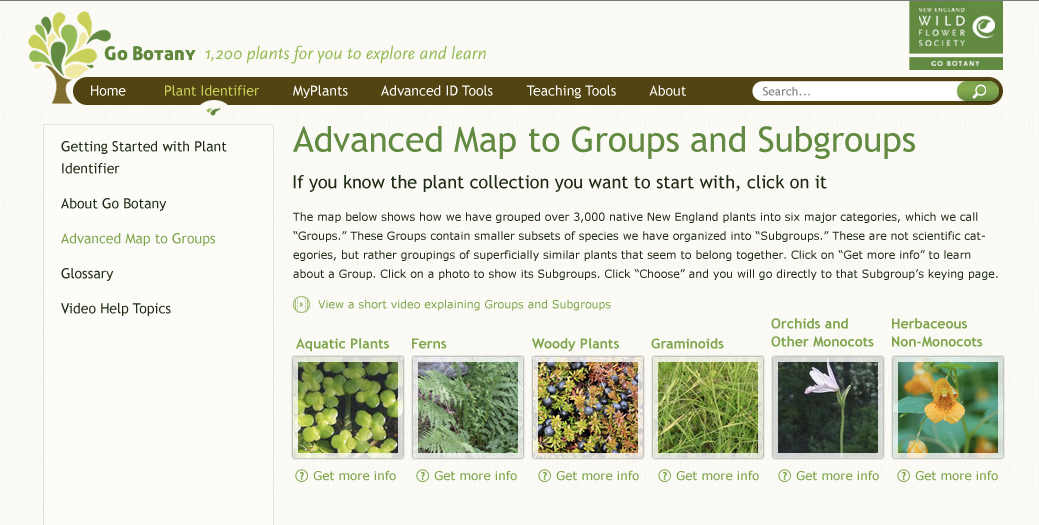 NEW ENGLAND
WILD
FLOWER
SOCIETY
GO BOTANY
Go Botany 1,200 plants for you to explore and learn
Home Plant Identifier MyPlants Advanced ID Tools Teaching Tools About Search...
Getting Started with Plant
Identifier
About Go Botany
Advanced Map to Groups
Glossary
Video Help Topics
Advanced Map to Groups and Subgroups
If you know the plant collection you want to start with, click on it
The map below shows how we have grouped over 3,000 native New England plants into six major categories, which we call
“Groups.” These Groups contain smaller subsets of species we have organized into “Subgroups.” These are not scientific cat-
egories, but rather groupings of superficially similar plants that seem to belong together. Click on “Get more info” to learn
about a Group. Click on a photo to show its Subgroups. Click “Choose” and you will go directly to that Subgroup’s keying page.
View a short video explaining Groups and Subgroups
Aquatic Plants
Ferns
Woody Plants
Graminoids
Orchids and
Other Monocots
Herbaceous
Non-Monocots
? Get more info ? Get more info ? Get more info ? Get more info ? Get more info ? Get more info